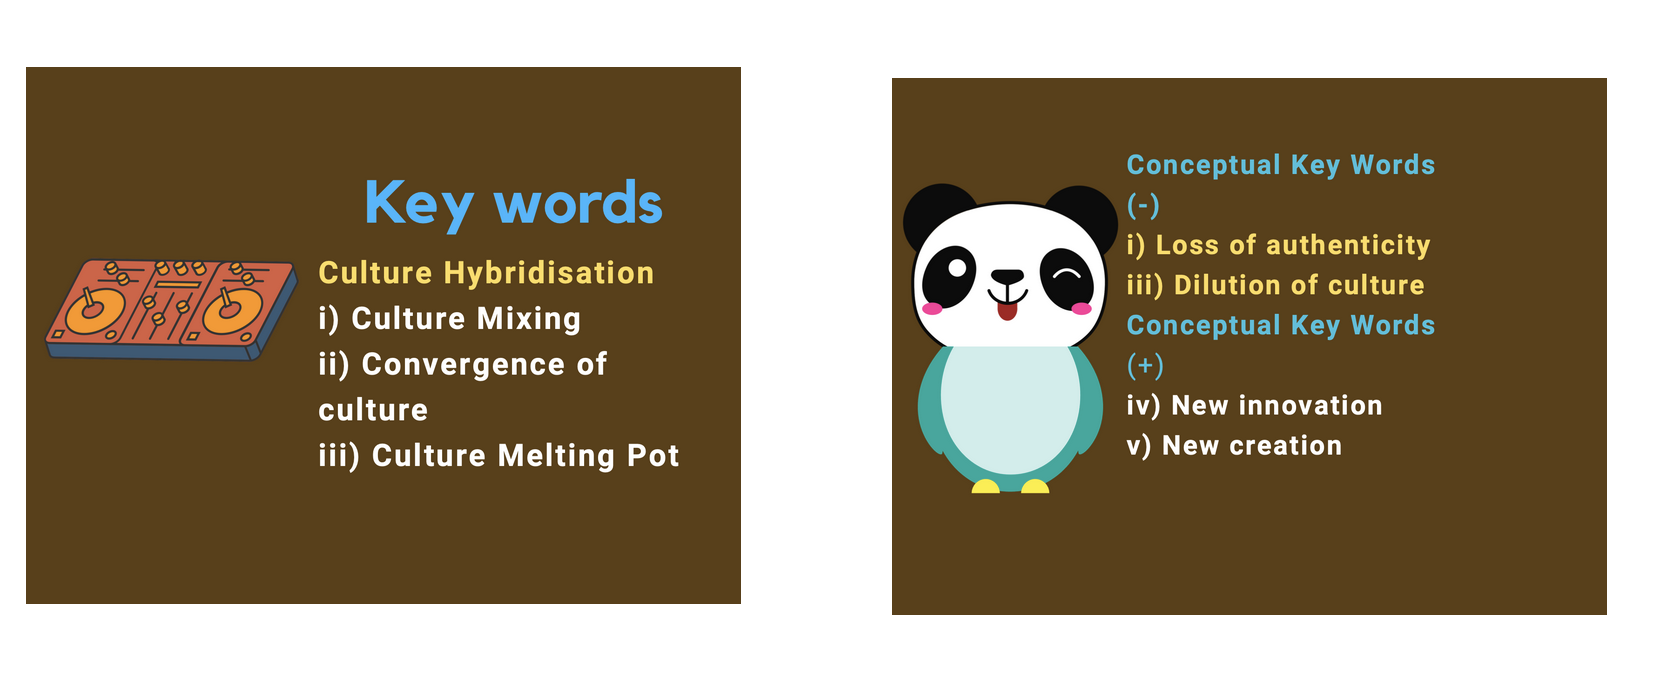 Key words
Culture Hybridisation
i) Culture Mixing
ii) Convergence of
culture
iii) Culture Melting Pot
Conceptual Key Words
(-)
i) Loss of authenticity
iii) Dilution of culture
Conceptual Key Words
(+)
iv) New innovation
v) New creation